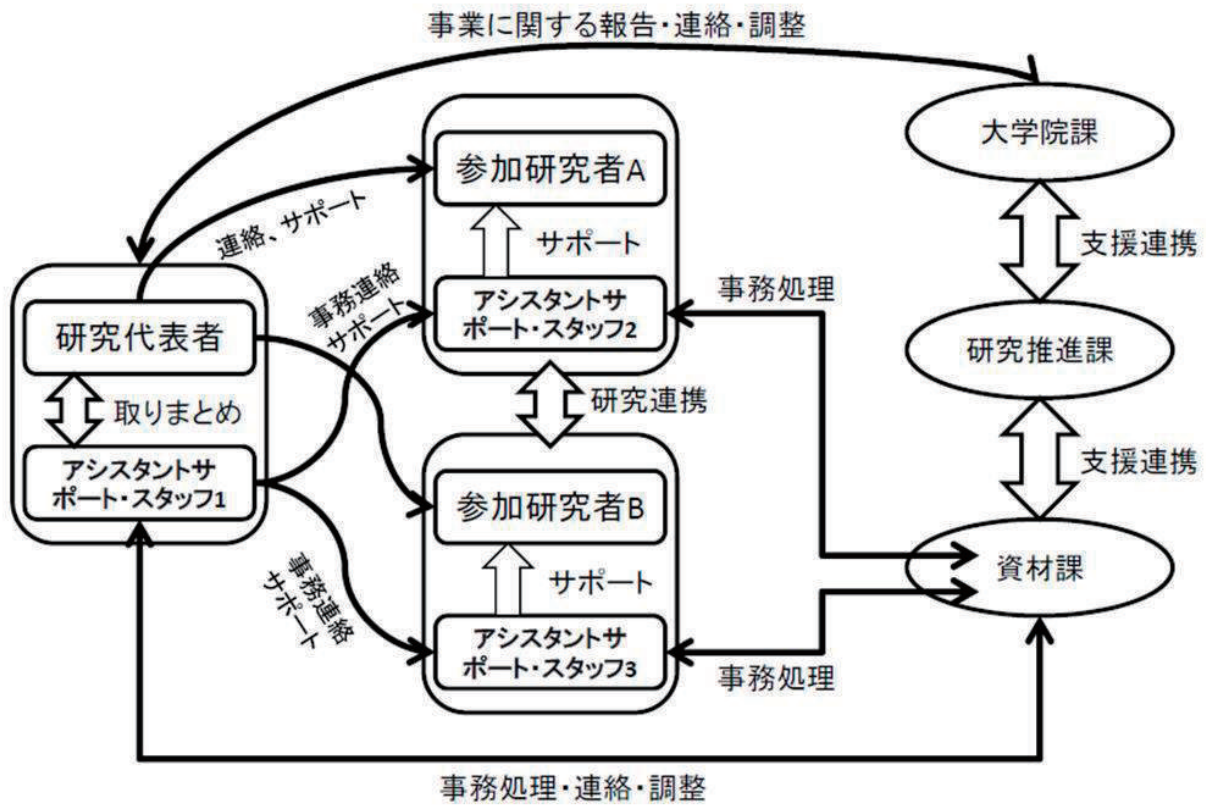 事業に関する報告・連絡・調整
大学院課
参加研究者A
連絡、サポート
サポート
支援連携
事務連絡
サポート
アシスタントサ
ポート・スタッフ2
事務処理
研究代表者
研究推進課
取りまとめ
研究連携
アシスタントサ
ポート・スタッフ1
支援連携
参加研究者B
事務連絡
サポート
サポート
資材課
アシスタントサ
ポート・スタッフ3
事務処理
事務処理・連絡・調整